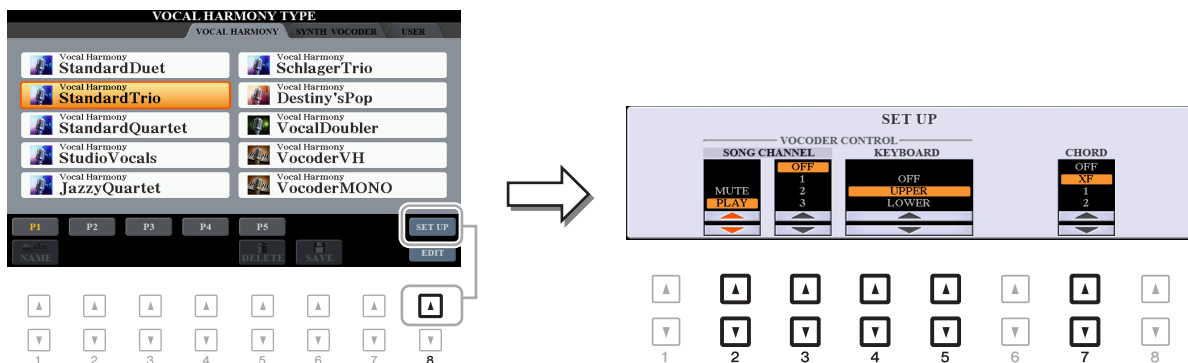 VOCAL HARMONY TYPE
VOCAL HARMONY SYNTH VOCODER USER
Vocal Harmony
StandardDuet
Vocal Harmony
SchlagerTrio
Vocal Harmony
StandardTrio
Vocal Harmony
Destiny'sPop
Vocal Harmony
StandardQuartet
Vocal Harmony
VocalDoubler
Vocal Harmony
StudioVocals
Vocal Harmony
VocoderVH
Vocal Harmony
JazzyQuartet
Vocal Harmony
VocoderMONO
P1 P2 P3 P4 P5 SET UP
NAME DELETE SAVE EDIT
1 2 3 4 5 6 7 8
SET UP
VOCODER CONTROL
SONG CHANNEL KEYBOARD CHORD
MUTE
PLAY
OFF
1
2
3
OFF
UPPER
LOWER
OFF
XF
1
2
1 2 3 4 5 6 7 8